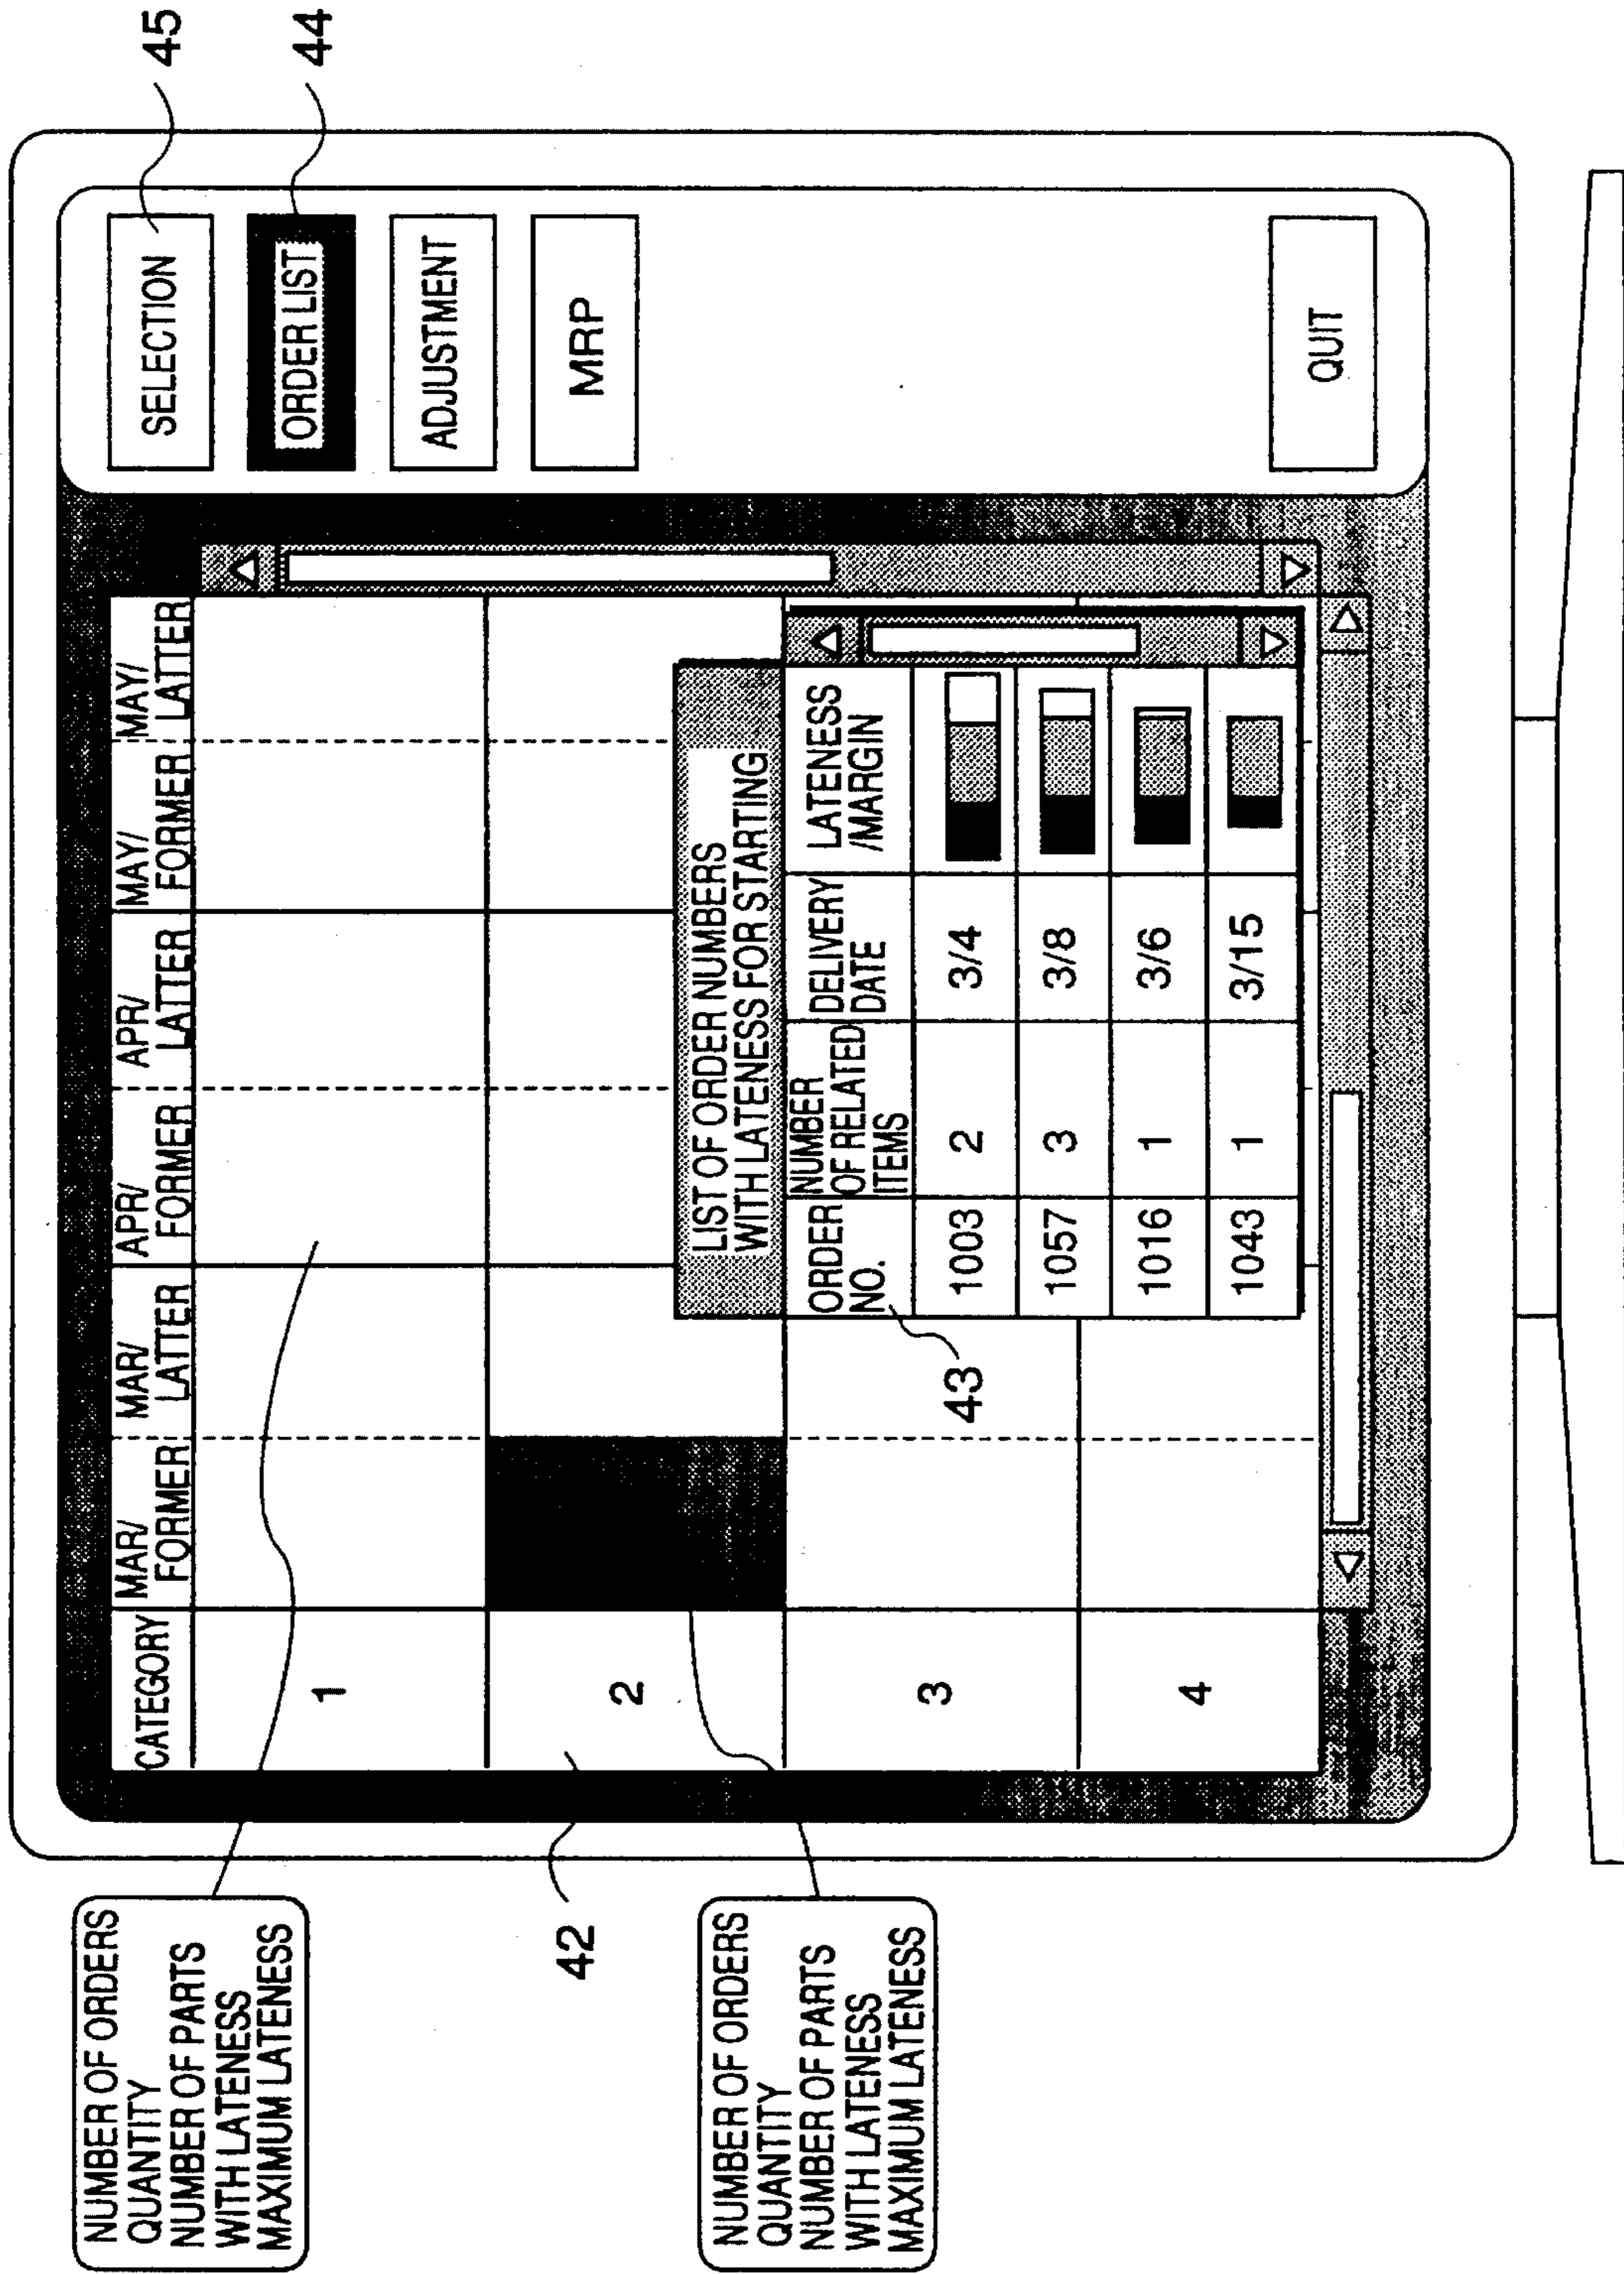 NUMBER OF ORDERS
QUANTITY
NUMBER OF PARTS
WITH LATENESS
MAXIMUM LATENESS
42
NUMBER OF ORDERS
QUANTITY
NUMBER OF PARTS
WITH LATENESS
MAXIMUM LATENESS
CATEGORY MAR/ FORMER MAR/ LATTER APR/ FORMER APR/ LATTER MAY/ FORMER MAY/ LATTER
1
2
3
4
LIST OF ORDER NUMBERS
WITH LATENESS FOR STARTING
ORDER NO. NUMBER OF RELATED ITEMS DELIVERY DATE LATENESS /MARGIN
1003 2 3/4
1057 3 3/8
1016 1 3/6
1043 1 3/15
43
SELECTION
ORDER LIST
ADJUSTMENT
MRP
QUIT
45
44